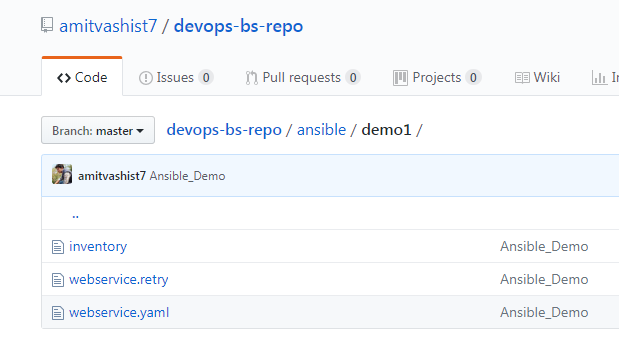 amitvashist7 / devops-bs-repo
Code Issues 0 Pull requests 0 Projects 0 Wiki
Branch: master devops-bs-repo / ansible / demo1 /
amitvashist7 Ansible_Demo
..
inventory Ansible_Demo
webservice.retry Ansible_Demo
webservice.yaml Ansible_Demo